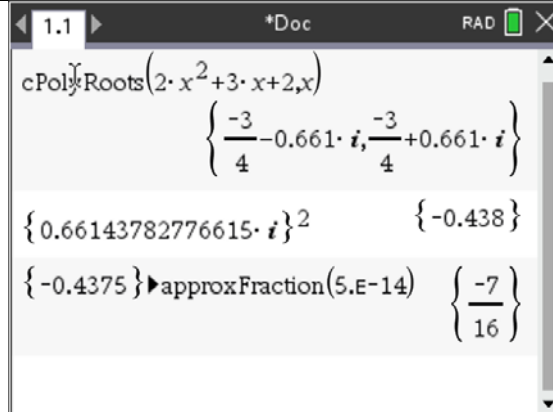 1.1 *Doc RAD
cPolyRoots(2·x²+3·x+2,x)
{-3/4-0.661·i,-3/4+0.661·i}
{0.66143782776615·i}² {-0.438}
{-0.4375}▶approxFraction(5.E-14) {-7/16}